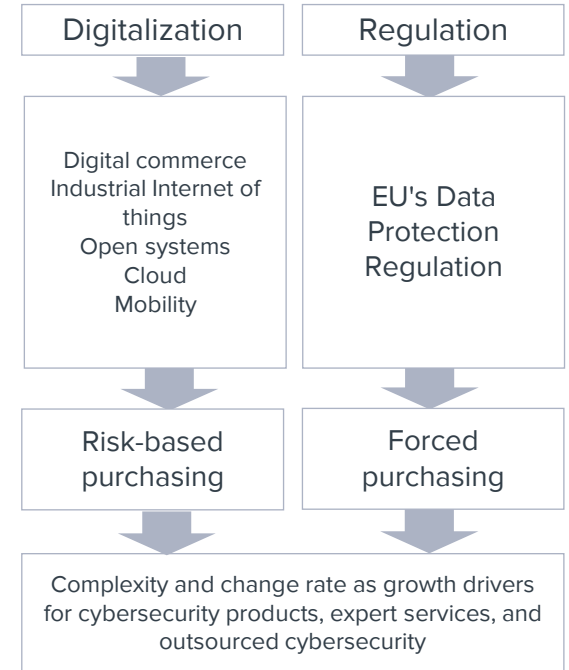 Digitalization
Regulation
Digital commerce
Industrial Internet of
things
Open systems
Cloud
Mobility
EU's Data
Protection
Regulation
Risk-based
purchasing
Forced
purchasing
Complexity and change rate as growth drivers
for cybersecurity products, expert services, and
outsourced cybersecurity